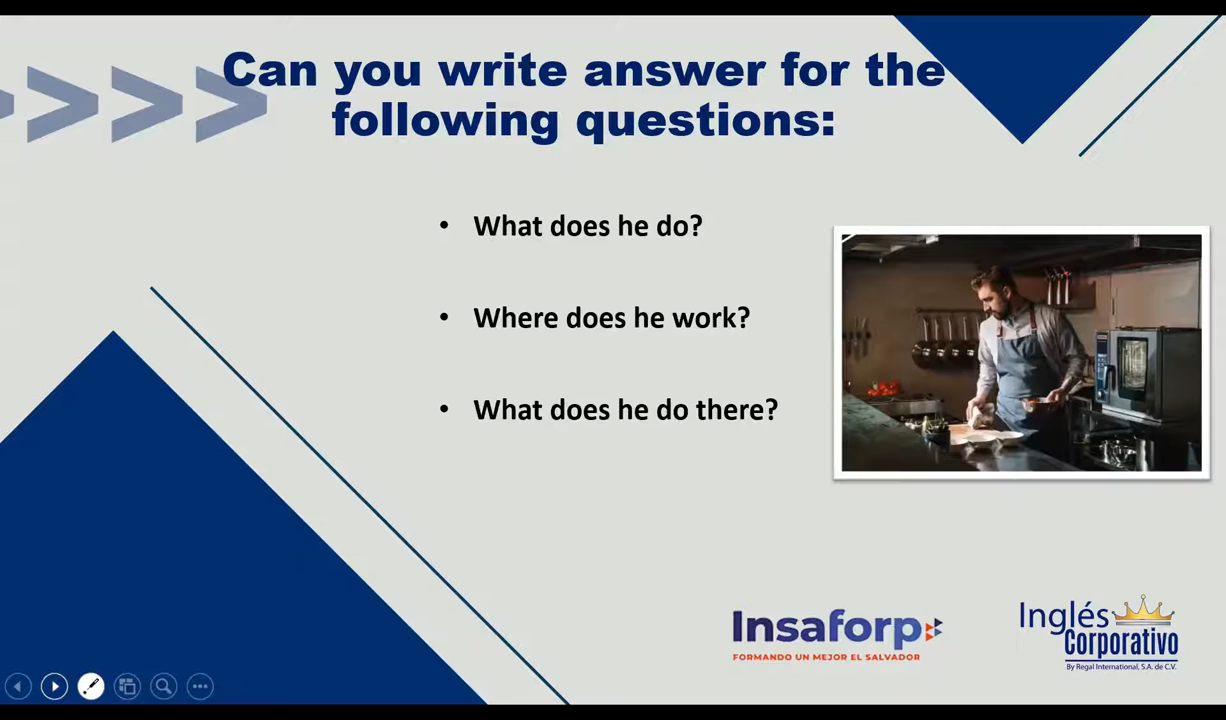 Can you write answer for the
following questions:
• What does he do?
• Where does he work?
• What does he do there?
Insaforp
FORMANDO UN MEJOR EL SALVADOR
Inglés
Corporativo
By Regal International, S.A. de C.V.